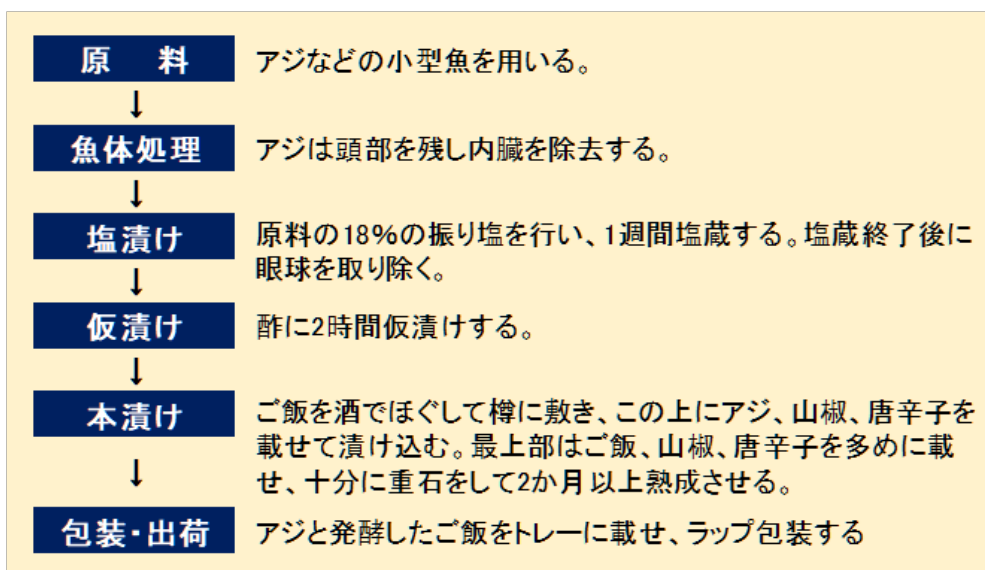 原　料　アジなどの小型魚を用いる。
↓
魚体処理　アジは頭部を残し内臓を除去する。
↓
塩漬け　原料の18%の振り塩を行い、1週間塩蔵する。塩蔵終了後に
眼球を取り除く。
↓
仮漬け　酢に2時間仮漬けする。
↓
本漬け　ご飯を酒でほぐして樽に敷き、この上にアジ、山椒、唐辛子を
載せて漬け込む。最上部はご飯、山椒、唐辛子を多めに載
せ、十分に重石をして2か月以上熟成させる。
↓
包装・出荷　アジと発酵したご飯をトレーに載せ、ラップ包装する